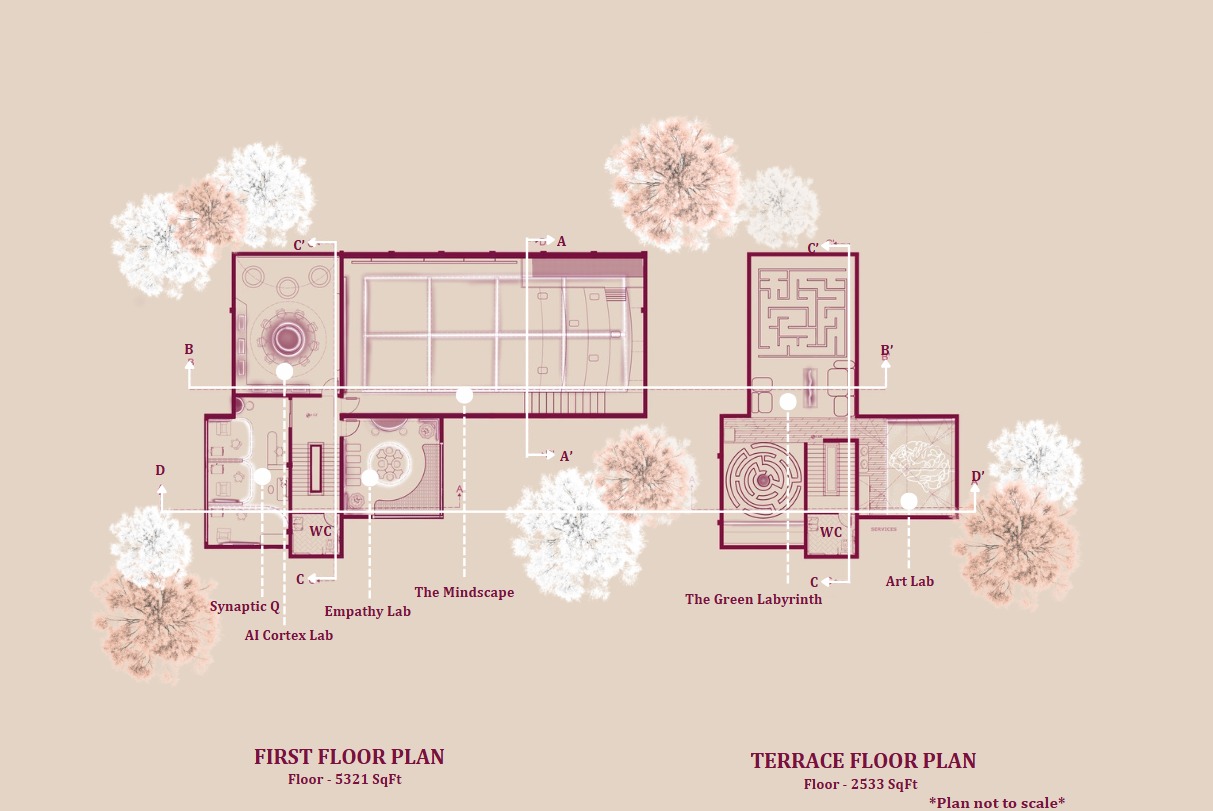 C’
A
C’
B
B’
A’
D
D’
WC
WC
C
C
Art Lab
The Mindscape
The Green Labyrinth
Synaptic Q
Empathy Lab
AI Cortex Lab
FIRST FLOOR PLAN
Floor - 5321 SqFt
TERRACE FLOOR PLAN
Floor - 2533 SqFt
*Plan not to scale*
SERVICES